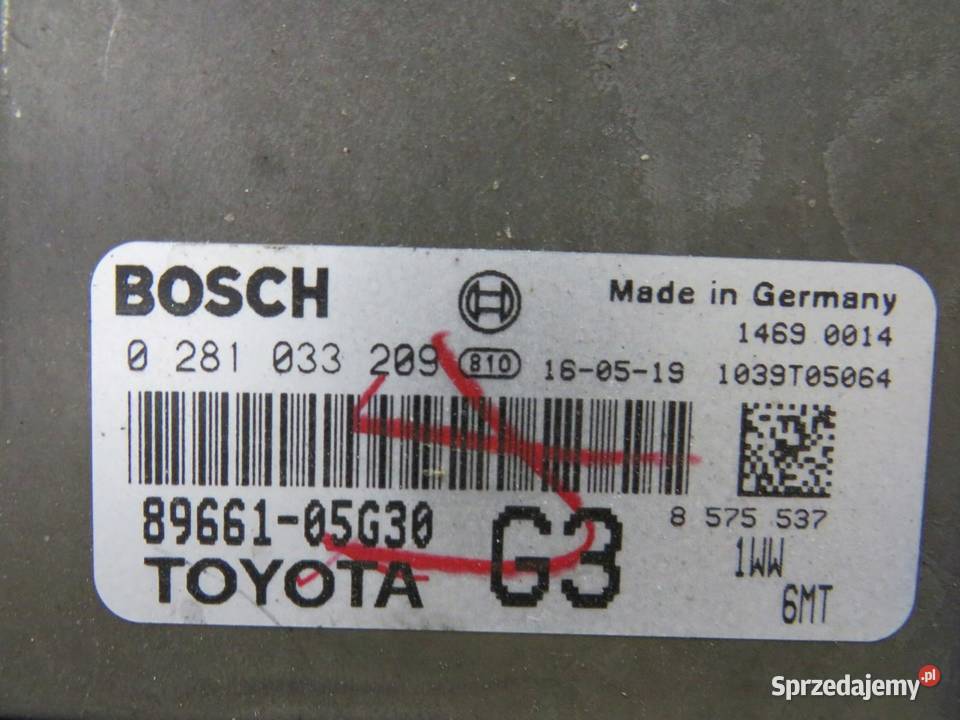 BOSCH
Made in Germany
1469 0014
0 281 033 209 810 16-05-19 1039T05064
89661-05G30
G3
8 575 537
TOYOTA
1WW
6MT
Sprzedajemy.pl